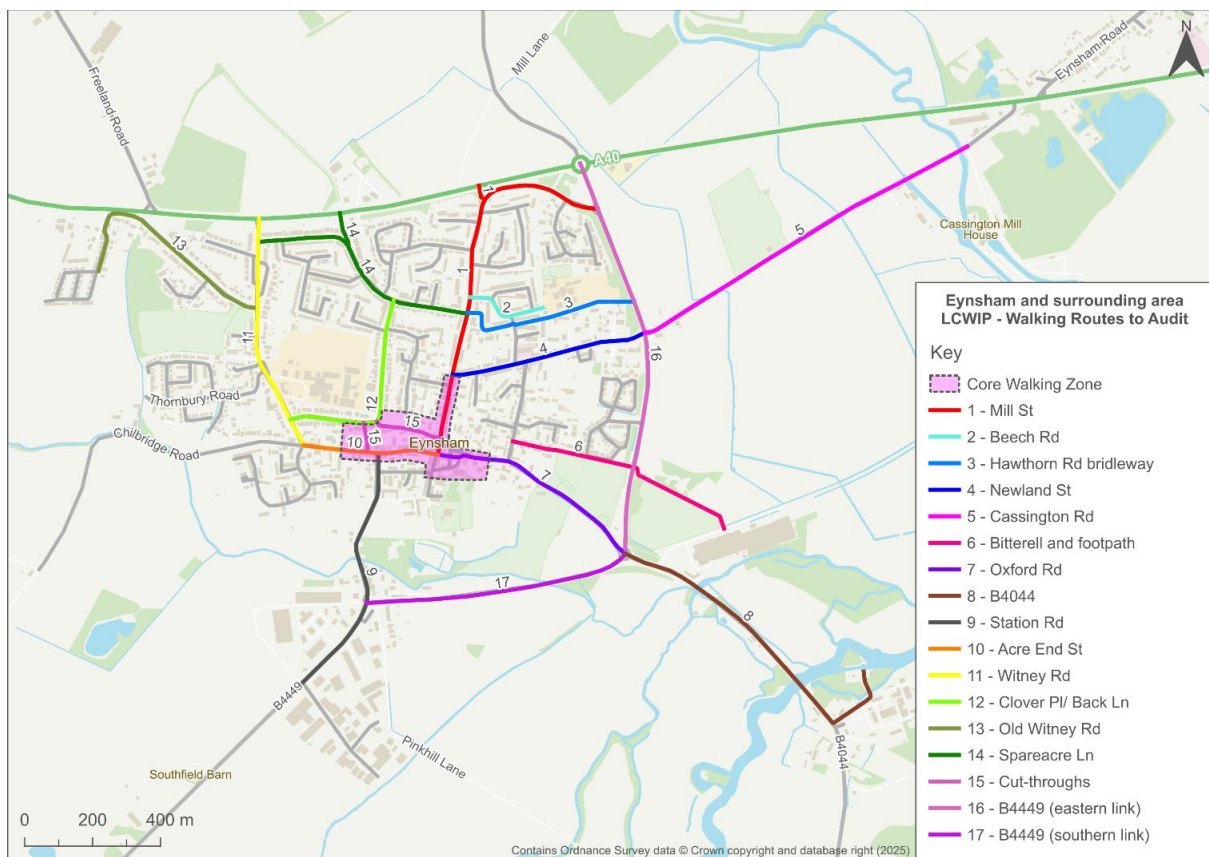 N
Eynsham Road
Mill Lane
Freeland Road
A40
1
14
13
5
Cassington Mill
House
14
1
2
3
11
4
16
Thornbury Road
12
15
Chilbridge Road
10
15
Eynsham
6
7
9
17
8
B4449
Pinkhill Lane
B4044
Southfield Barn
0 200 400 m
Eynsham and surrounding area
LCWIP - Walking Routes to Audit
Key
Core Walking Zone
1 - Mill St
2 - Beech Rd
3 - Hawthorn Rd bridleway
4 - Newland St
5 - Cassington Rd
6 - Bitterell and footpath
7 - Oxford Rd
8 - B4044
9 - Station Rd
10 - Acre End St
11 - Witney Rd
12 - Clover Pl/ Back Ln
13 - Old Witney Rd
14 - Spareacre Ln
15 - Cut-throughs
16 - B4449 (eastern link)
17 - B4449 (southern link)
Contains Ordnance Survey data © Crown copyright and database right (2025)